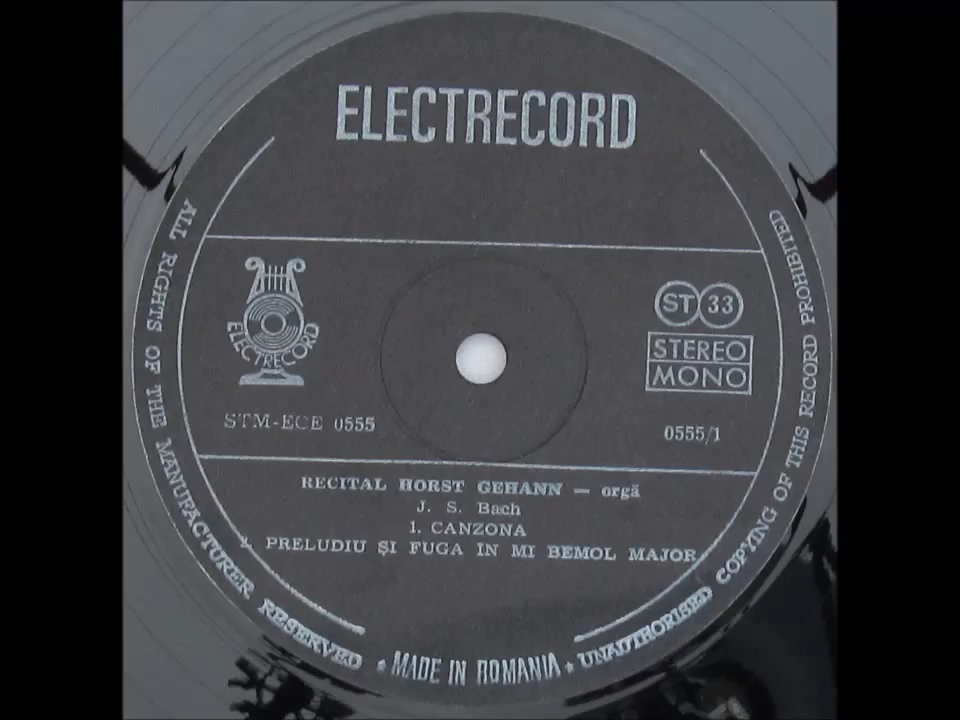 ELECTRECORD
ALL RIGHTS OF THE MANUFACTURER RESERVED
ELECTRECORD
ST 33
STEREO
MONO
STM-ECE 0555
0555/1
RECITAL HORST GEHANN — orgă
J. S. Bach
1. CANZONA
PRELUDIU ȘI FUGA ÎN MI BEMOL MAJOR
★ MADE IN ROMANIA ★
UNAUTHORISED COPYING OF THIS RECORD PROHIBITED